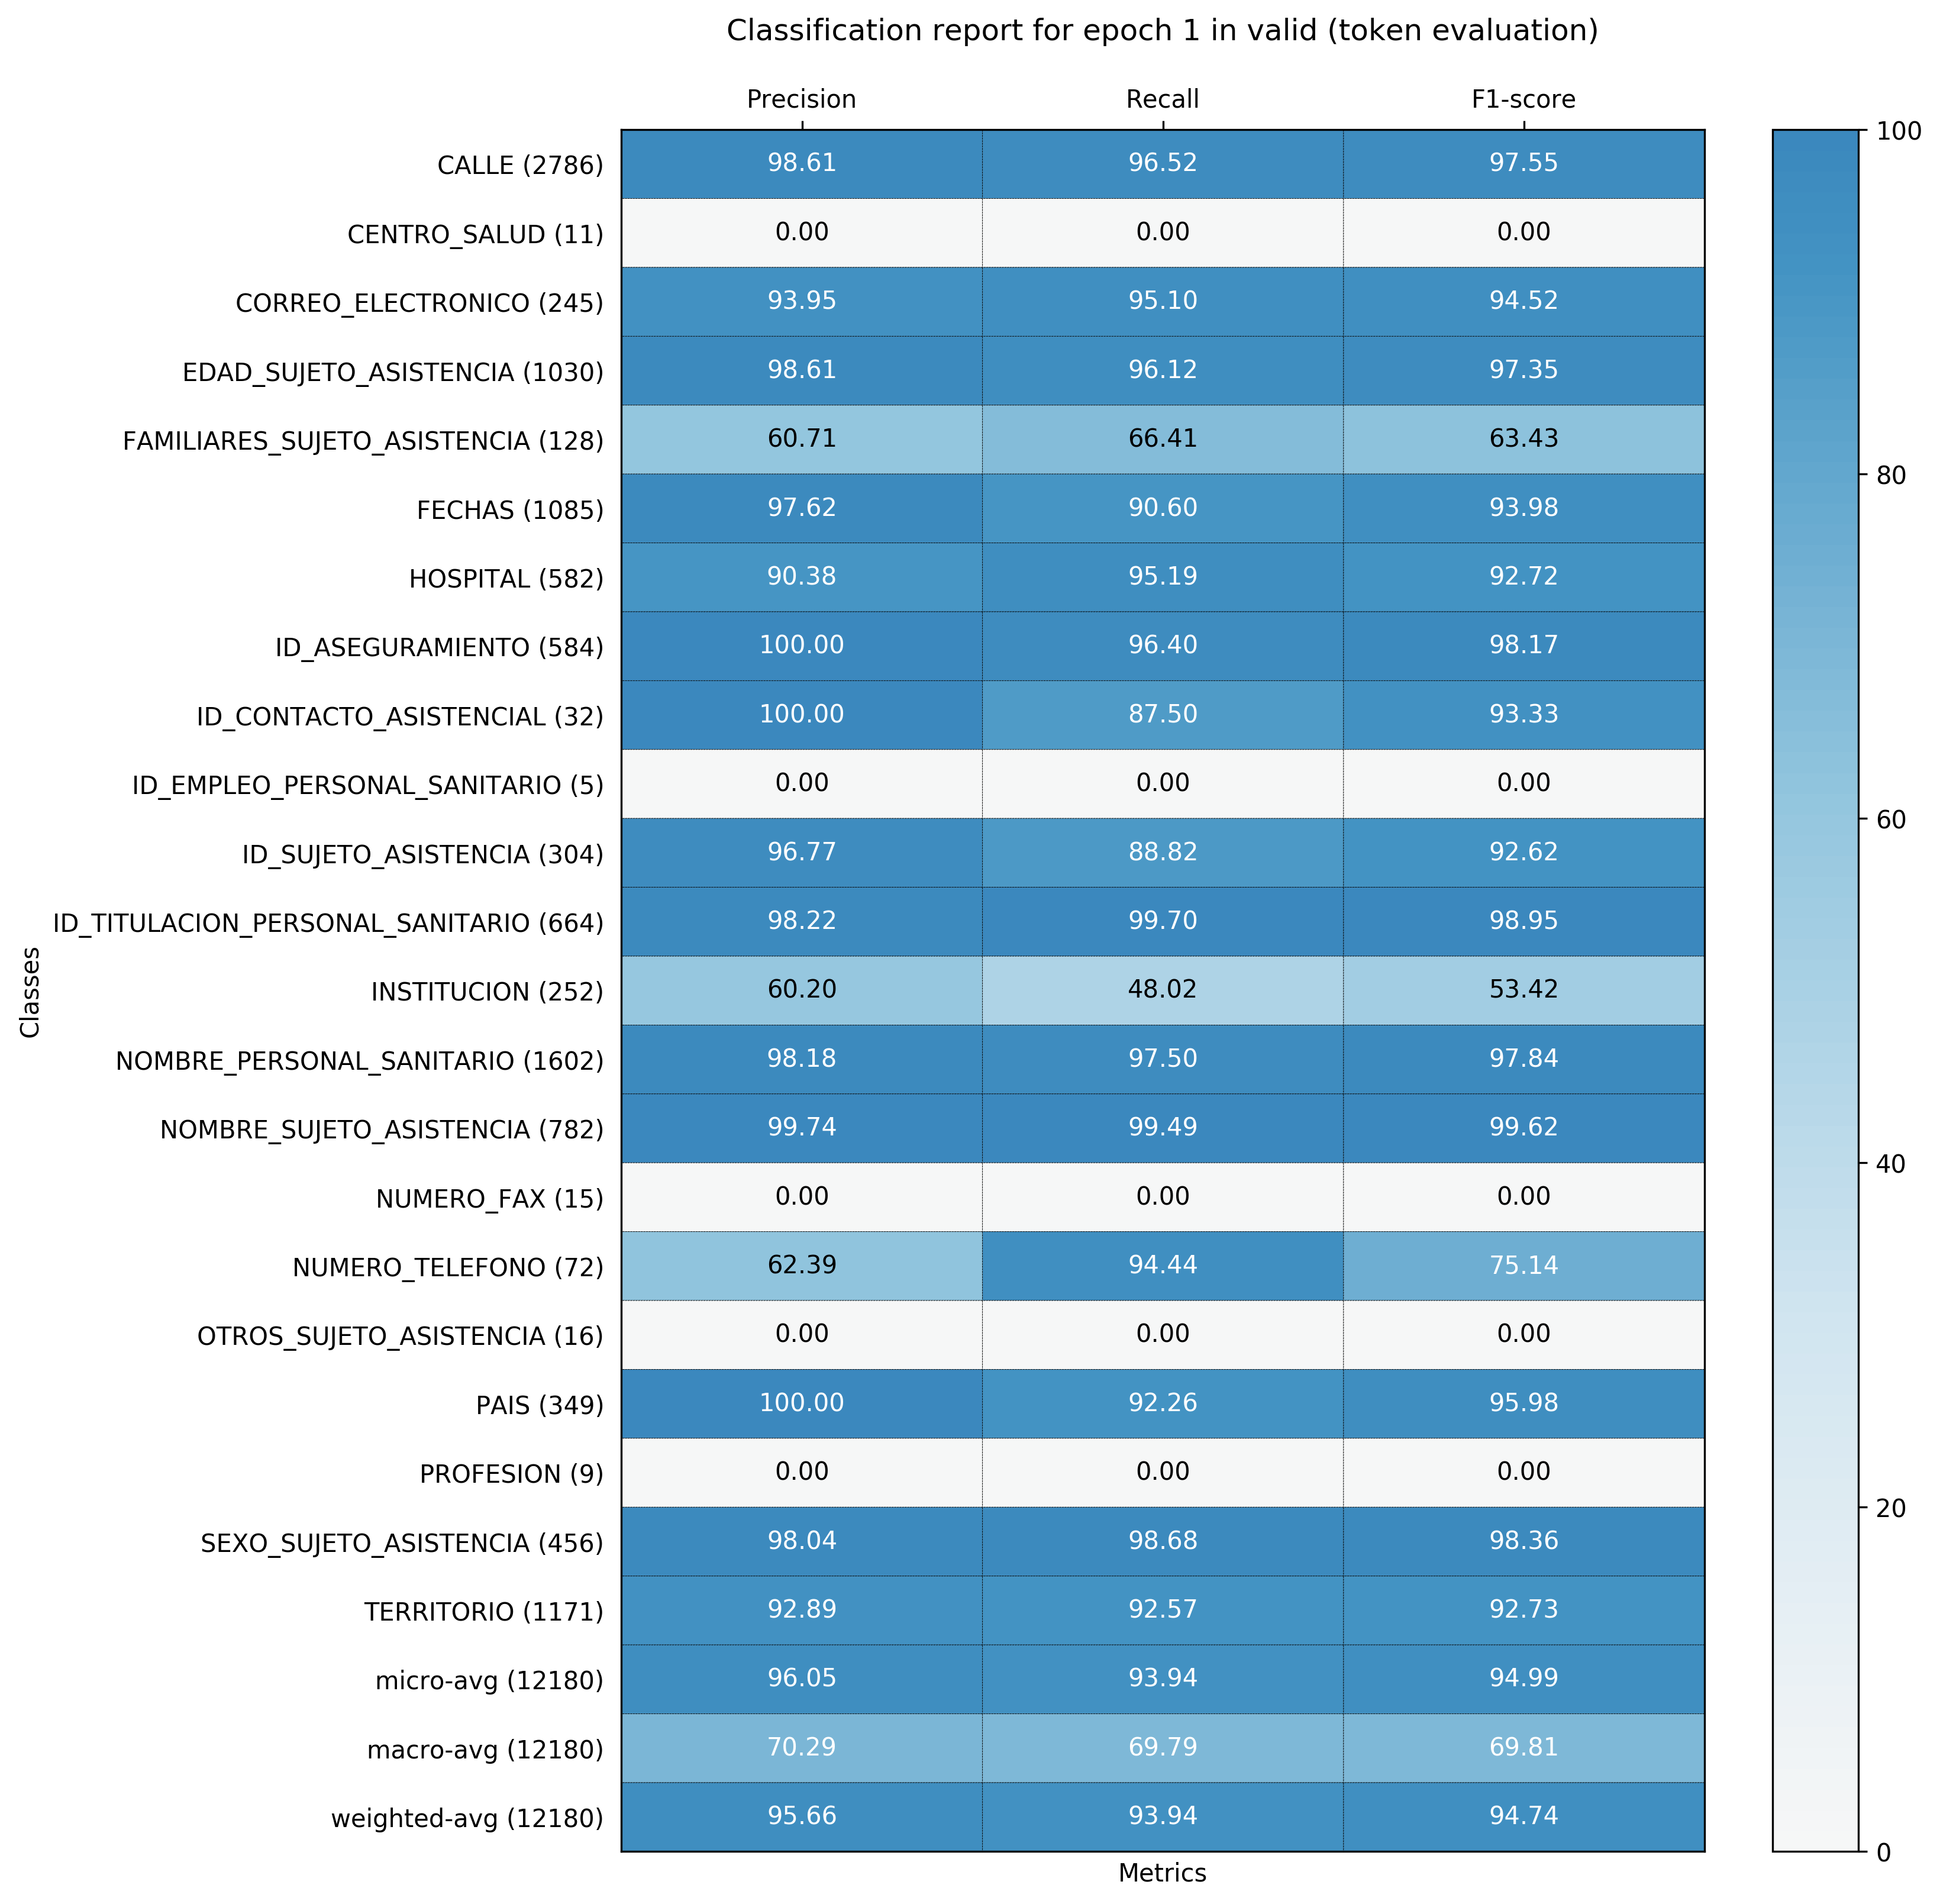 Classification report for epoch 1 in valid (token evaluation)
Precision Recall F1-score
CALLE (2786) 98.61 96.52 97.55
CENTRO_SALUD (11) 0.00 0.00 0.00
CORREO_ELECTRONICO (245) 93.95 95.10 94.52
EDAD_SUJETO_ASISTENCIA (1030) 98.61 96.12 97.35
FAMILIARES_SUJETO_ASISTENCIA (128) 60.71 66.41 63.43
FECHAS (1085) 97.62 90.60 93.98
HOSPITAL (582) 90.38 95.19 92.72
ID_ASEGURAMIENTO (584) 100.00 96.40 98.17
ID_CONTACTO_ASISTENCIAL (32) 100.00 87.50 93.33
ID_EMPLEO_PERSONAL_SANITARIO (5) 0.00 0.00 0.00
ID_SUJETO_ASISTENCIA (304) 96.77 88.82 92.62
ID_TITULACION_PERSONAL_SANITARIO (664) 98.22 99.70 98.95
INSTITUCION (252) 60.20 48.02 53.42
NOMBRE_PERSONAL_SANITARIO (1602) 98.18 97.50 97.84
NOMBRE_SUJETO_ASISTENCIA (782) 99.74 99.49 99.62
NUMERO_FAX (15) 0.00 0.00 0.00
NUMERO_TELEFONO (72) 62.39 94.44 75.14
OTROS_SUJETO_ASISTENCIA (16) 0.00 0.00 0.00
PAIS (349) 100.00 92.26 95.98
PROFESION (9) 0.00 0.00 0.00
SEXO_SUJETO_ASISTENCIA (456) 98.04 98.68 98.36
TERRITORIO (1171) 92.89 92.57 92.73
micro-avg (12180) 96.05 93.94 94.99
macro-avg (12180) 70.29 69.79 69.81
weighted-avg (12180) 95.66 93.94 94.74
Metrics
Classes
100
80
60
40
20
0